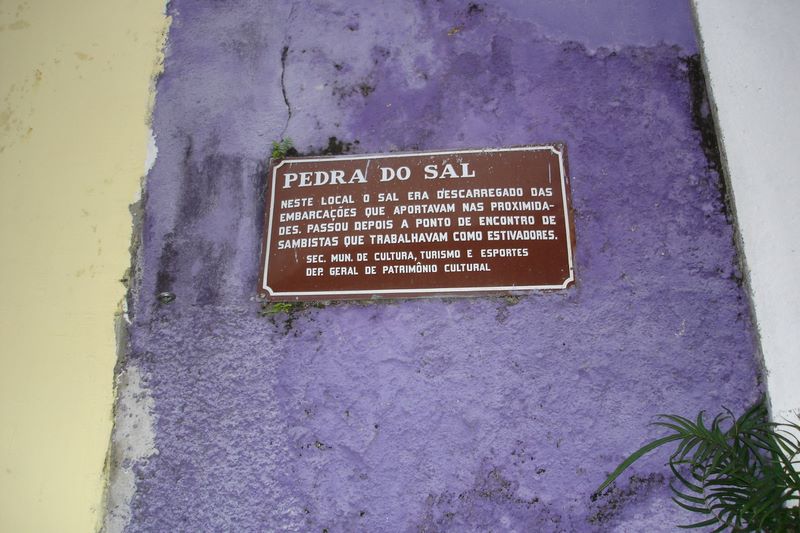 PEDRA DO SAL
NESTE LOCAL O SAL ERA DESCARREGADO DAS
EMBARCAÇÕES QUE APORTAVAM NAS PROXIMIDA-
DES. PASSOU DEPOIS A PONTO DE ENCONTRO DE
SAMBISTAS QUE TRABALHAVAM COMO ESTIVADORES.
SEC. MUN. DE CULTURA, TURISMO E ESPORTES
DEP. GERAL DE PATRIMÔNIO CULTURAL